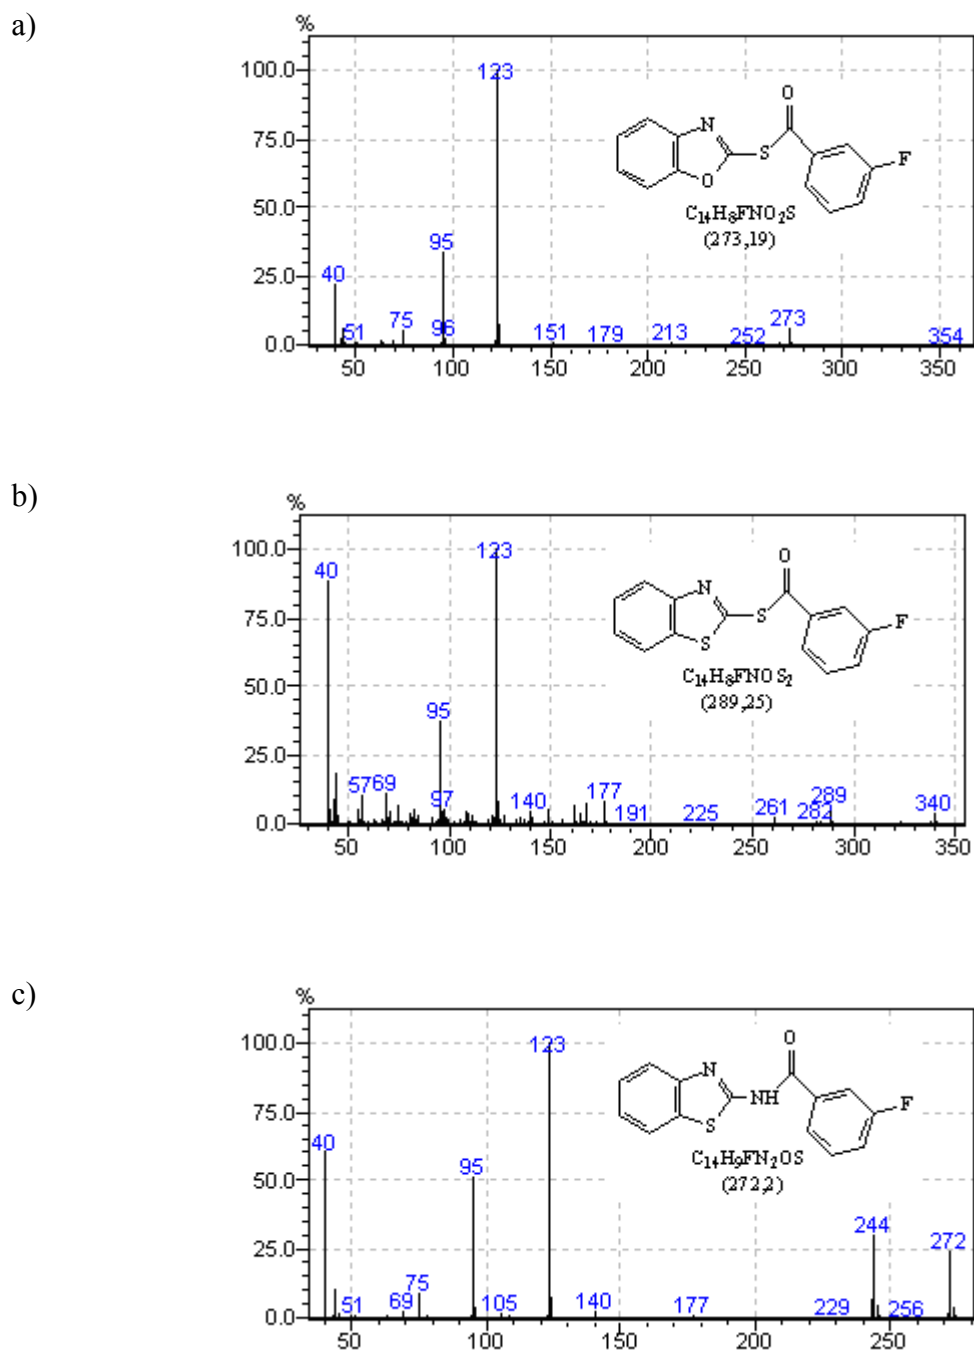 a)
%
100.0
75.0
50.0
25.0
0.0
40
51
75
95
96
123
151
179
213
252
273
354
50 100 150 200 250 300 350
O
N
S
O
F
C14H8FNO2S
(273,19)
b)
%
100.0
75.0
50.0
25.0
0.0
40
57
69
95
97
123
140
177
191
225
261
282
289
340
50 100 150 200 250 300 350
O
N
S
S
F
C14H8FNOS2
(289,25)
c)
%
100.0
75.0
50.0
25.0
0.0
40
51
69
75
95
105
123
140
177
229
244
256
272
50 100 150 200 250
O
N
NH
S
F
C14H9FN2OS
(272,2)